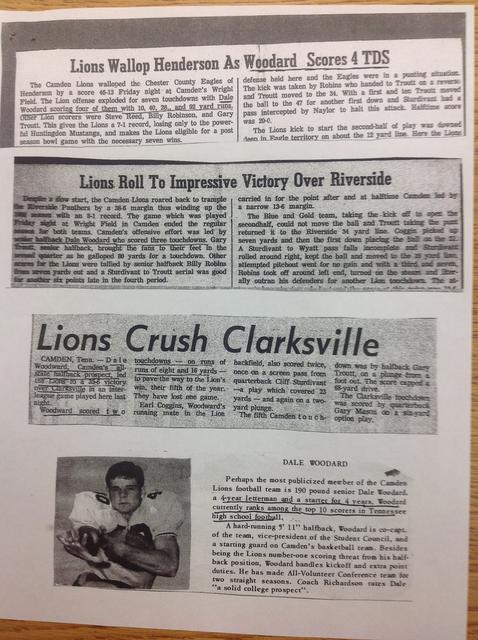 Lions Wallop Henderson As Woodard Scores 4 TDS
The Camden Lions walloped the Chester County Eagles of
Henderson by a score 46-13 Friday night at Camden's Wright
Field. The Lion offense exploded for seven touchdowns with Dale
Woodard scoring four of them with 10, 40, 28, and 92 yard runs.
Other Lion scorers were Steve Reed, Billy Robinson, and Gary
Trout. This gives the Lions a 7-1 record, losing only to the power-
ful Huntingdon Mustangs, and makes the Lions eligible for a post
season bowl game with the necessary seven wins.
defense held here and the Eagles were in a punting situation.
The kick was taken by Robins who handed to Trout on a reverse
and Troutt moved to the 34. With a first and ten Trout moved
the ball to the 47 for another first down and Sturdivant had a
pass intercepted by Naylor to halt this attack. Halftime score
was 20-0.
The Lions kick to start the second-half of play was downed
deep in Eagle territory on about the 12 yard line. Here the Lions
Lions Roll To Impressive Victory Over Riverside
Despite a slow start, the Camden Lions roared back to trample
the Riverside Panthers by a 38-6 margin thus winding up the
season with an 8-1 record. The game which was played
Friday night at Wright Field in Camden ended the regular
season for both teams. Camden's offensive effort was led by
senior halfback Dale Woodard who scored three touchdowns. Gary
Troutt, senior halfback, brought the fans to their feet in the
second quarter as he galloped 80 yards for a touchdown. Other
scores for the Lions were tallied by senior halfback Billy Robins
from seven yards out and a Sturdivant to Troutt aerial was good
for another six points late in the fourth period.
carried in for the point after and at halftime Camden led by
a narrow 13-6 margin.
The Blue and Gold team, taking the kick off to open the
secondhalf, could not move the ball and Troutt taking the punt
returned it to the Riverside 34 yard line. Coggin picked up
seven yards and then the first down placing the ball on the 22.
A Sturdivant to Wyatt pass falls incomplete and Sturdivant
rolled around right, kept the ball and moved to the 15 yard line,
attempted pitchout went for no gain and with a third and seven,
Robins took off around left end, turned on the steam and liter-
ally outran his defenders for another Lion touchdown. The at-
Lions Crush Clarksville
CAMDEN, Tenn. — Dale
Woodard, Camden's all-
state halfback prospect, led
the Lions to a 35-6 victory
over Clarksville in an inter-
league game played here last
night.
Woodward scored two
touchdowns — on runs
of runs of eight and 16 yards —
to pave the way to the Lion's
win, their fifth of the year.
They have lost one game.
Earl Coggins, Woodward's
running mate in the Lion
backfield, also scored twice,
once on a screen pass from
quarterback Cliff Sturdivant
—a play which covered 23
yards — and again on a two-
yard plunge.
The fifth Camden touch-
down was by halfback Gary
Troutt, on a plunge from a
foot out. The score capped a
68-yard drive.
The Clarksville touchdown
was scored by quarterback
Gary Mason on a six-yard
option play.
DALE WOODARD
Perhaps the most publicized member of the Camden
Lions football team is 190 pound senior Dale Woodard,
a 4-year letterman and a starter for 4 years. Woodard
currently ranks among the top 10 scorers in Tennessee
high school football.
A hard-running 5' 11" halfback, Woodard is co-capt.
of the team, vice-president of the Student Council, and
a starting guard on Camden's basketball team. Besides
being the Lions number-one scoring threat from his half-
back position, Woodard handles kickoff and extra point
duties. He has made All-Volunteer Conference team for
two straight seasons. Coach Richardson rates Dale
"a solid college prospect".